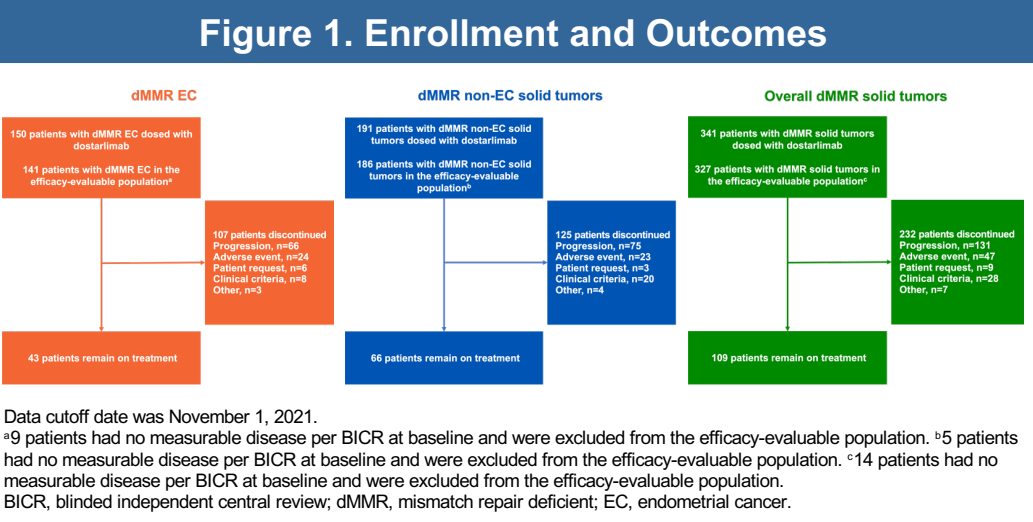 Figure 1. Enrollment and Outcomes
dMMR EC
150 patients with dMMR EC dosed with
dostarlimab
141 patients with dMMR EC in the
efficacy-evaluable populationᵃ
107 patients discontinued
Progression, n=66
Adverse event, n=24
Patient request, n=6
Clinical criteria, n=8
Other, n=3
43 patients remain on treatment
dMMR non-EC solid tumors
191 patients with dMMR non-EC solid
tumors dosed with dostarlimab
186 patients with dMMR non-EC solid
tumors in the efficacy-evaluable
populationᵇ
125 patients discontinued
Progression, n=75
Adverse event, n=23
Patient request, n=3
Clinical criteria, n=20
Other, n=4
66 patients remain on treatment
Overall dMMR solid tumors
341 patients with dMMR solid tumors
dosed with dostarlimab
327 patients with dMMR solid tumors in
the efficacy-evaluable populationᶜ
232 patients discontinued
Progression, n=131
Adverse event, n=47
Patient request, n=9
Clinical criteria, n=28
Other, n=7
109 patients remain on treatment
Data cutoff date was November 1, 2021.
ᵃ9 patients had no measurable disease per BICR at baseline and were excluded from the efficacy-evaluable population. ᵇ5 patients
had no measurable disease per BICR at baseline and were excluded from the efficacy-evaluable population. ᶜ14 patients had no
measurable disease per BICR at baseline and were excluded from the efficacy-evaluable population.
BICR, blinded independent central review; dMMR, mismatch repair deficient; EC, endometrial cancer.